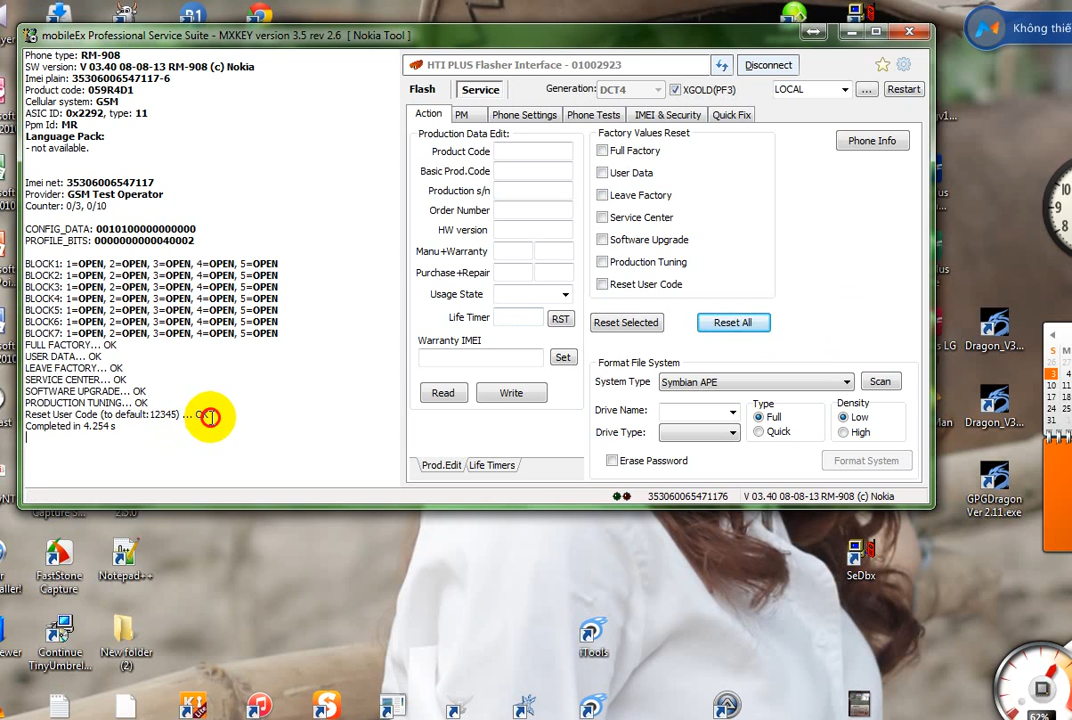 mobileEx Professional Service Suite - MXKEY version 3.5 rev 2.6 [ Nokia Tool ]
Không thiế
Phone type: RM-908
SW version: V 03.40 08-08-13 RM-908 (c) Nokia
Imei plain: 35306006547117-6
Product code: 059R4D1
Cellular system: GSM
ASIC ID: 0x2292, type: 11
Ppm Id: MR
Language Pack:
- not available.
Imei net: 35306006547117
Provider: GSM Test Operator
Counter: 0/3, 0/10
CONFIG_DATA: 0010100000000000
PROFILE_BITS: 0000000000040002
BLOCK1: 1=OPEN, 2=OPEN, 3=OPEN, 4=OPEN, 5=OPEN
BLOCK2: 1=OPEN, 2=OPEN, 3=OPEN, 4=OPEN, 5=OPEN
BLOCK3: 1=OPEN, 2=OPEN, 3=OPEN, 4=OPEN, 5=OPEN
BLOCK4: 1=OPEN, 2=OPEN, 3=OPEN, 4=OPEN, 5=OPEN
BLOCK5: 1=OPEN, 2=OPEN, 3=OPEN, 4=OPEN, 5=OPEN
BLOCK6: 1=OPEN, 2=OPEN, 3=OPEN, 4=OPEN, 5=OPEN
BLOCK7: 1=OPEN, 2=OPEN, 3=OPEN, 4=OPEN, 5=OPEN
FULL FACTORY... OK
USER DATA... OK
LEAVE FACTORY... OK
SERVICE CENTER... OK
SOFTWARE UPGRADE... OK
PRODUCTION TUNING... OK
Reset User Code (to default:12345) ... OK
Completed in 4.254 s
HTI PLUS Flasher Interface - 01002923
Disconnect
Flash
Service
Generation:
DCT4
XGOLD(PF3)
LOCAL
...
Restart
Action
PM
Phone Settings
Phone Tests
IMEI & Security
Quick Fix
Production Data Edit:
Product Code
Basic Prod.Code
Production s/n
Order Number
HW version
Manu+Warranty
Purchase+Repair
Usage State
Life Timer
RST
Warranty IMEI
Set
Read
Write
Prod.Edit
Life Timers
Factory Values Reset
Full Factory
User Data
Leave Factory
Service Center
Software Upgrade
Production Tuning
Reset User Code
Reset Selected
Reset All
Phone Info
Format File System
System Type
Symbian APE
Scan
Drive Name:
Drive Type:
Type
Full
Quick
Density
Low
High
Erase Password
Format System
353060065471176
V 03.40 08-08-13 RM-908 (c) Nokia
Dragon_V3...
Dragon_V3...
GPGDragon
Ver 2.11.exe
FastStone
Capture
Notepad++
SeDbx
Continue
TinyUmbrel...
New folder
(2)
iTools
62%